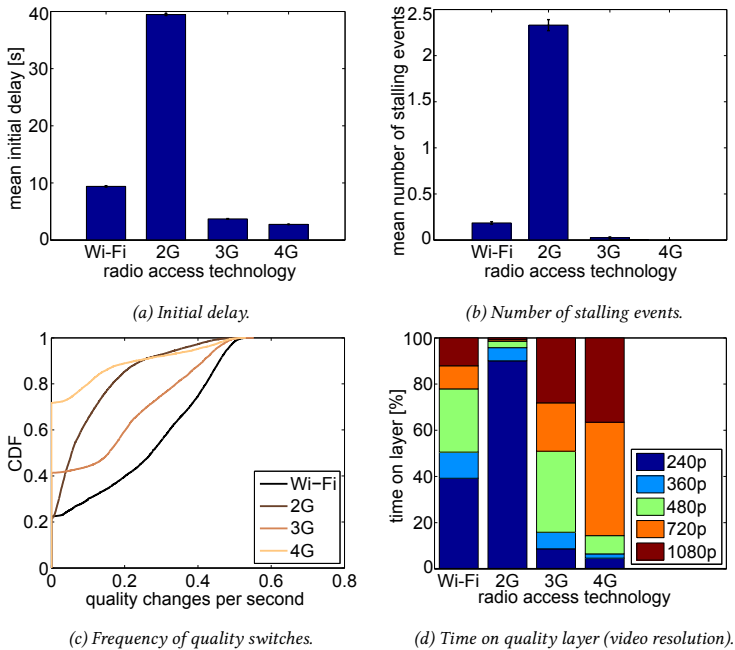 40
30
20
10
0
mean initial delay [s]
Wi-Fi 2G 3G 4G
radio access technology
(a) Initial delay.
2.5
2
1.5
1
0.5
0
mean number of stalling events
Wi-Fi 2G 3G 4G
radio access technology
(b) Number of stalling events.
1
0.8
0.6
0.4
0.2
0
CDF
Wi-Fi
2G
3G
4G
0 0.2 0.4 0.6 0.8
quality changes per second
(c) Frequency of quality switches.
100
80
60
40
20
0
time on layer [%]
240p
360p
480p
720p
1080p
Wi-Fi 2G 3G 4G
radio access technology
(d) Time on quality layer (video resolution).